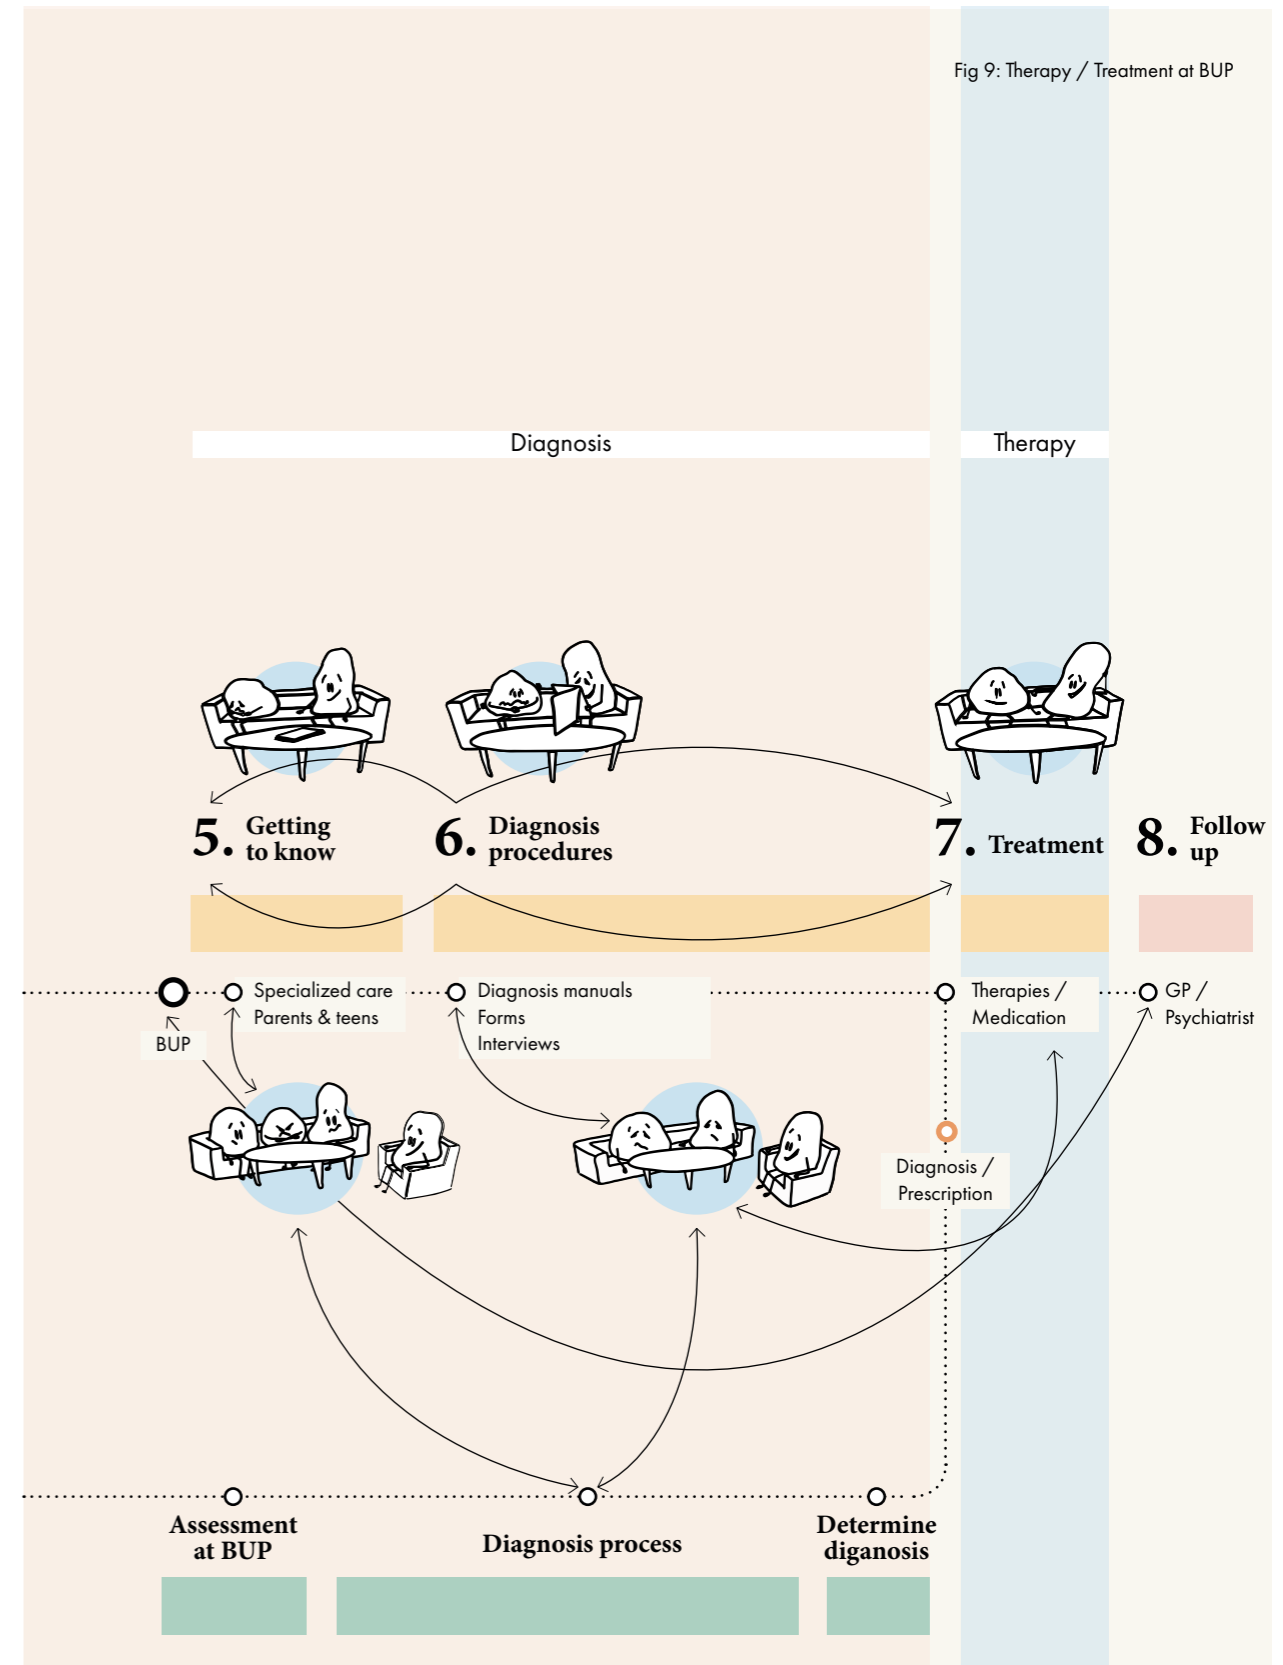 Fig 9: Therapy / Treatment at BUP
Diagnosis
Therapy
5. Getting
to know
6. Diagnosis
procedures
7. Treatment
8. Follow
up
Specialized care
Parents & teens
Diagnosis manuals
Forms
Interviews
Therapies /
Medication
GP /
Psychiatrist
BUP
Diagnosis /
Prescription
Assessment
at BUP
Diagnosis process
Determine
diganosis